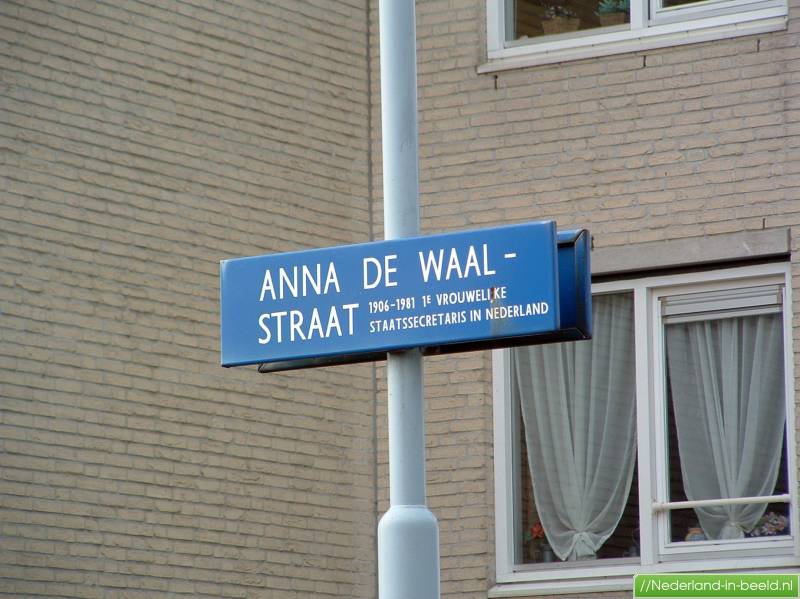 ANNA DE WAAL-
STRAAT 1906-1981 1E VROUWELIJKE
STAATSSECRETARIS IN NEDERLAND
//Nederland-in-beeld.nl